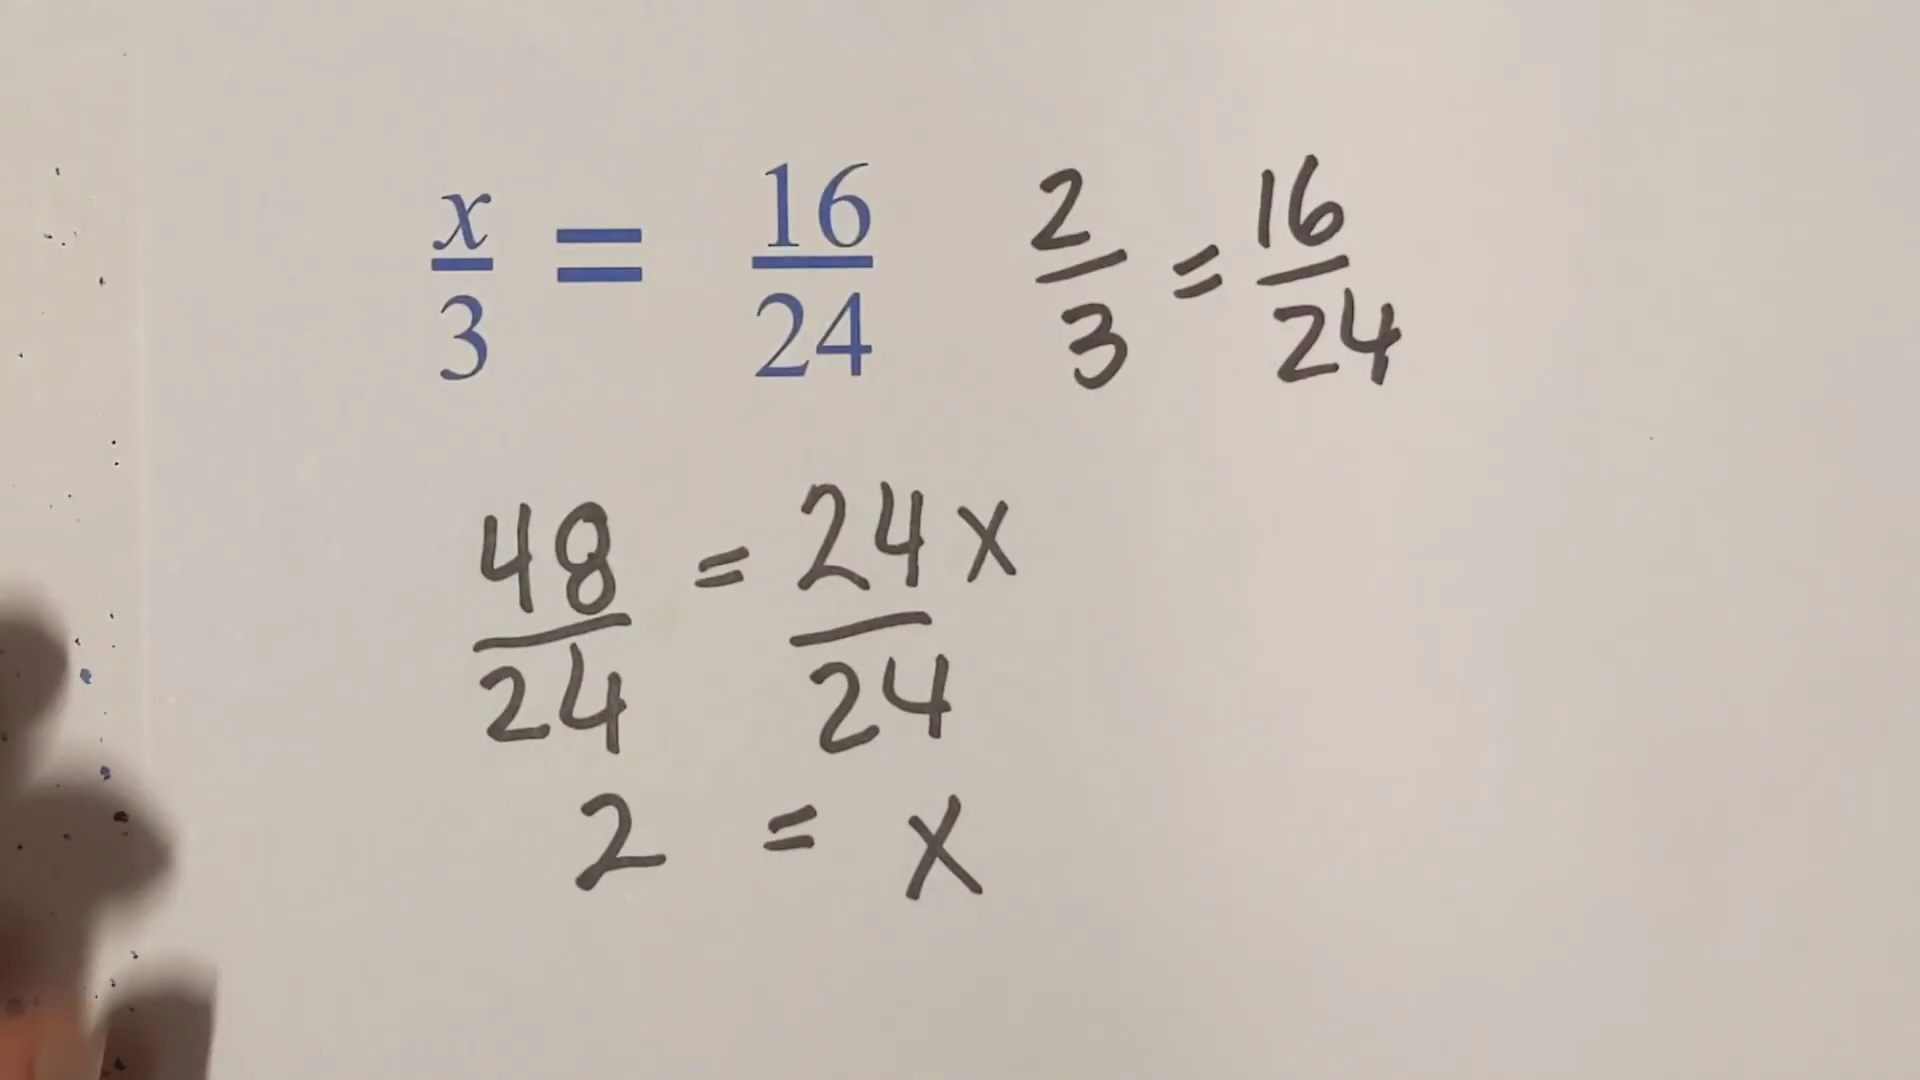 x/3 = 16/24 2/3 = 16/24
48/24 = 24x/24
2 = x